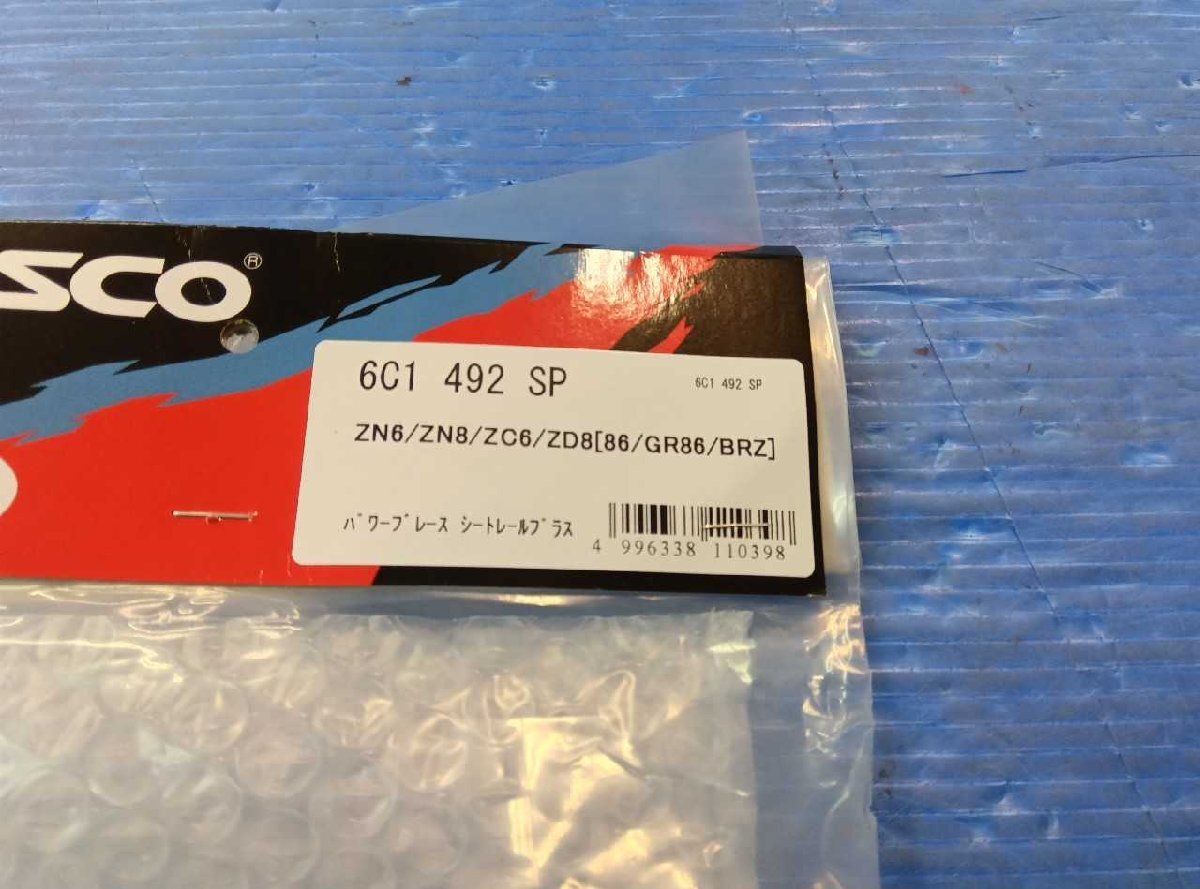 SCO®
6C1 492 SP
6C1 492 SP
ZN6/ZN8/ZC6/ZD8[86/GR86/BRZ]
ﾊﾟﾜｰﾌﾞﾚｰｽ ｼｰﾄﾚｰﾙﾌﾟﾗｽ
4 996338 110398